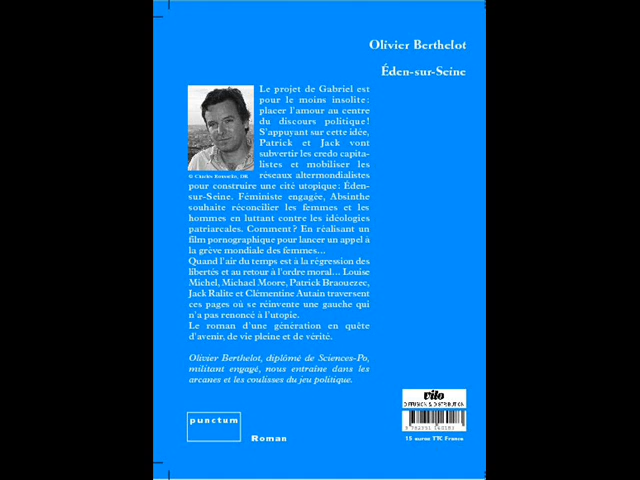 Olivier Berthelot
Éden-sur-Seine
Le projet de Gabriel est
pour le moins insolite :
placer l'amour au centre
du discours politique !
S'appuyant sur cette idée,
Patrick et Jack vont
subvertir les credo capita-
listes et mobiliser les
réseaux altermondialistes
pour construire une cité utopique : Éden-
sur-Seine. Féministe engagée, Absinthe
souhaite réconcilier les femmes et les
hommes en luttant contre les idéologies
patriarcales. Comment ? En réalisant un
film pornographique pour lancer un appel à
la grève mondiale des femmes...
Quand l'air du temps est à la régression des
libertés et au retour à l'ordre moral... Louise
Michel, Michael Moore, Patrick Braouezec,
Jack Ralite et Clémentine Autain traversent
ces pages où se réinvente une gauche qui
n'a pas renoncé à l'utopie.
Le roman d'une génération en quête
d'avenir, de vie pleine et de vérité.
Olivier Berthelot, diplômé de Sciences-Po,
militant engagé, nous entraîne dans les
arcanes et les coulisses du jeu politique.
vilo
DIFFUSION & DISTRIBUTION
punctum
Roman
15 euros TTC France